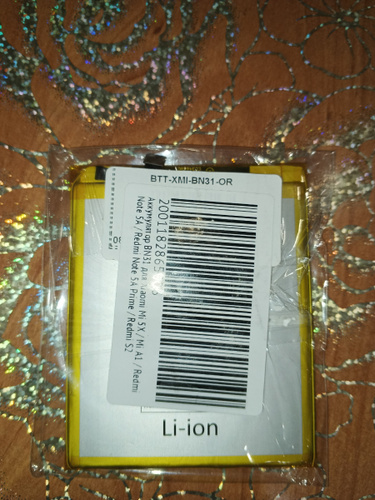 BTT-XMI-BN31-OR
Аккумулятор BN31 для Xiaomi Mi 5X / Mi A1 / Redmi
Note 5A / Redmi Note 5A Prime / Redmi S2
Li-ion